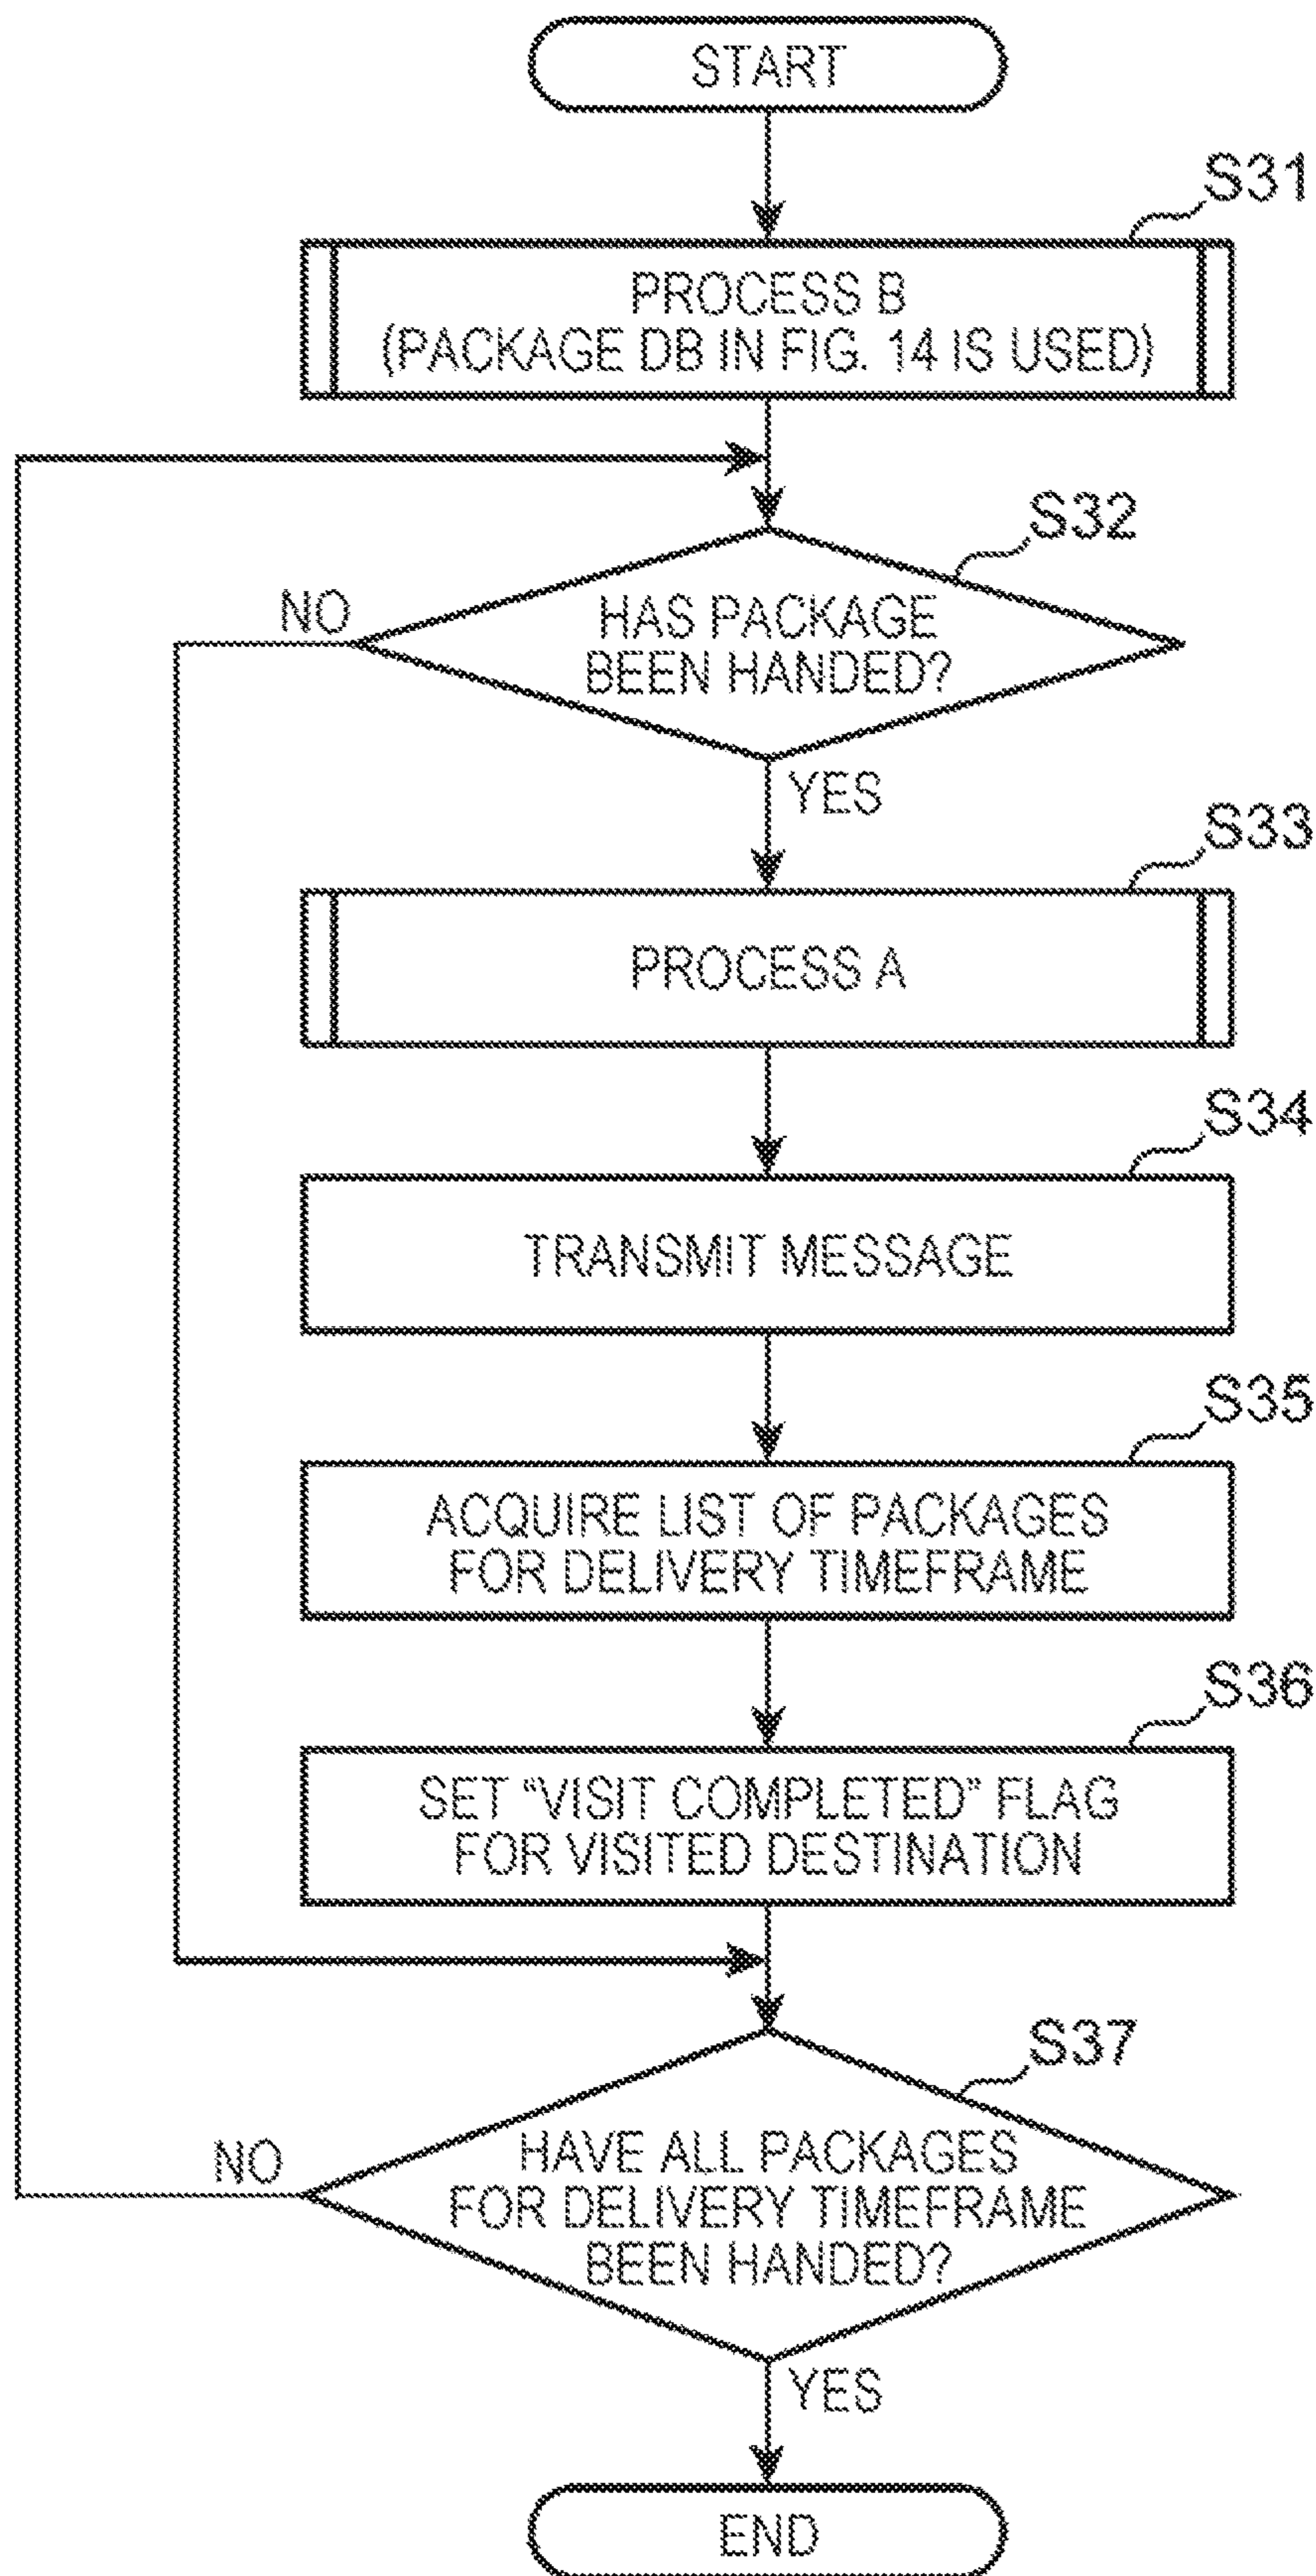 START
S31
PROCESS B
(PACKAGE DB IN FIG. 14 IS USED)
S32
NO
HAS PACKAGE
BEEN HANDED?
YES
S33
PROCESS A
S34
TRANSMIT MESSAGE
S35
ACQUIRE LIST OF PACKAGES
FOR DELIVERY TIMEFRAME
S36
SET “VISIT COMPLETED” FLAG
FOR VISITED DESTINATION
S37
NO
HAVE ALL PACKAGES
FOR DELIVERY TIMEFRAME
BEEN HANDED?
YES
END